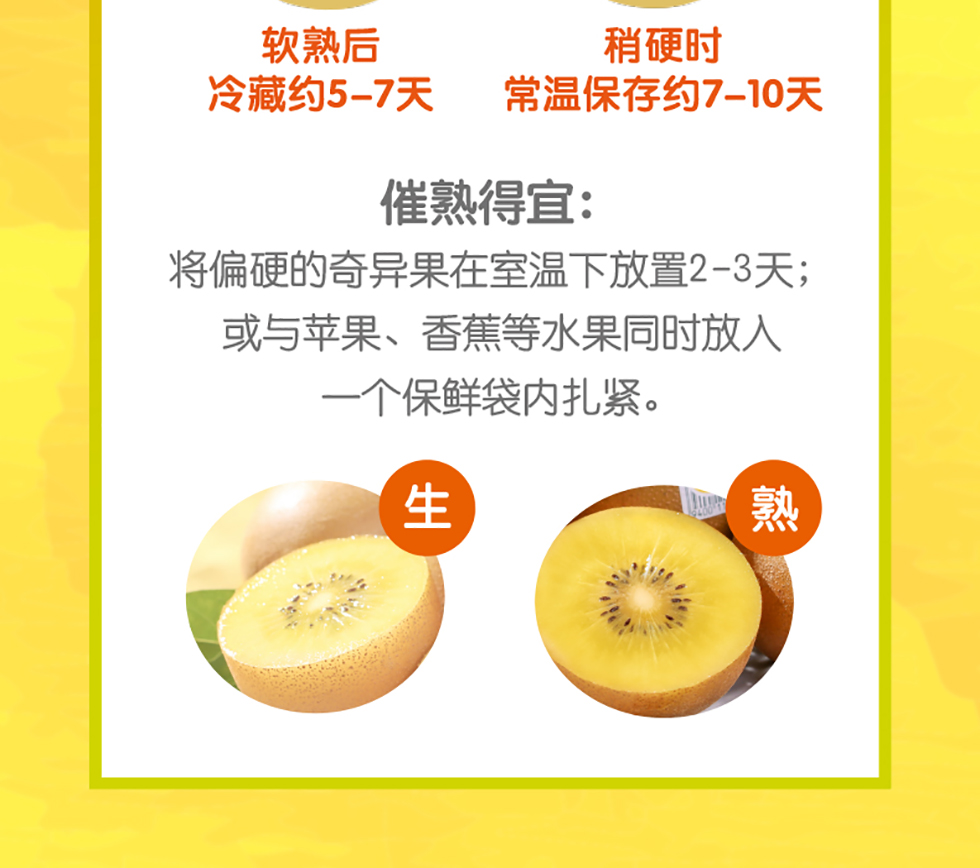 软熟后
冷藏约5-7天
稍硬时
常温保存约7-10天
催熟得宜：
将偏硬的奇异果在室温下放置2-3天；
或与苹果、香蕉等水果同时放入
一个保鲜袋内扎紧。
生
熟